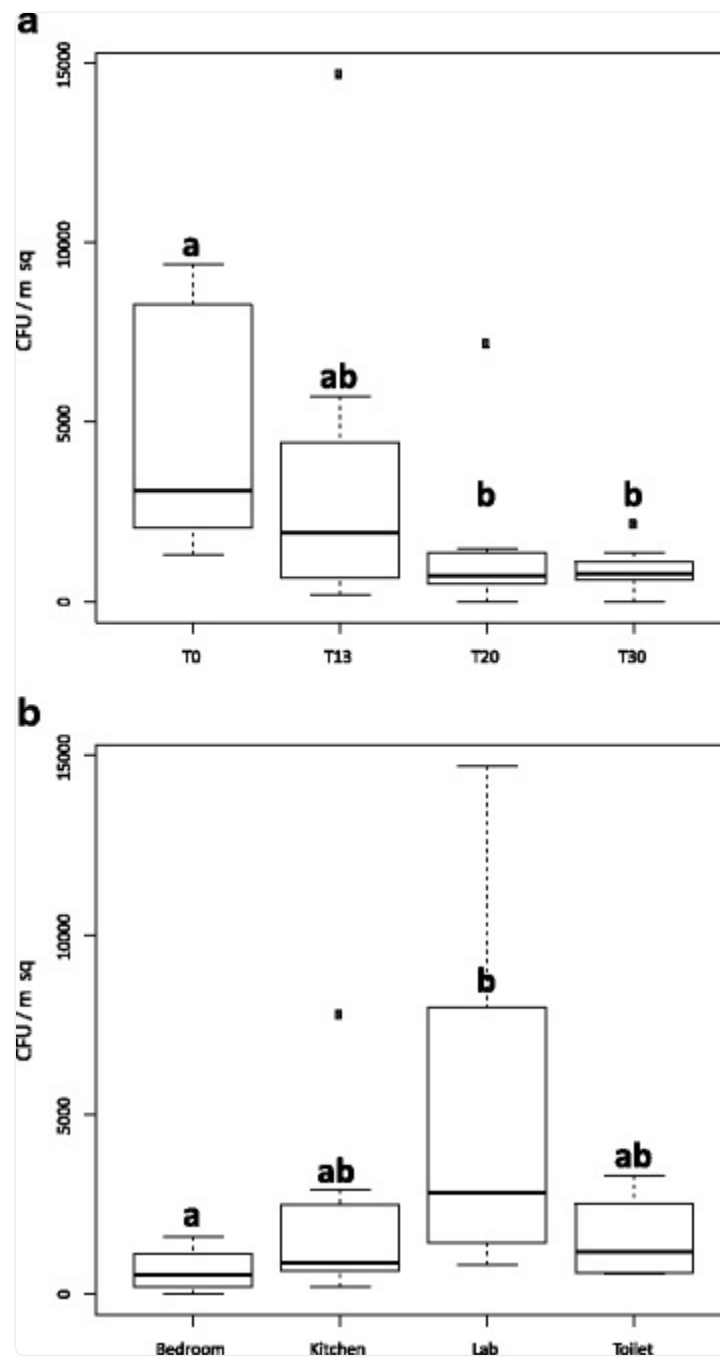 a
15000
10000
5000
0
CFU / m sq
a
ab
b
b
T0
T13
T20
T30
b
15000
10000
5000
0
CFU / m sq
a
ab
b
ab
Bedroom
Kitchen
Lab
Toilet